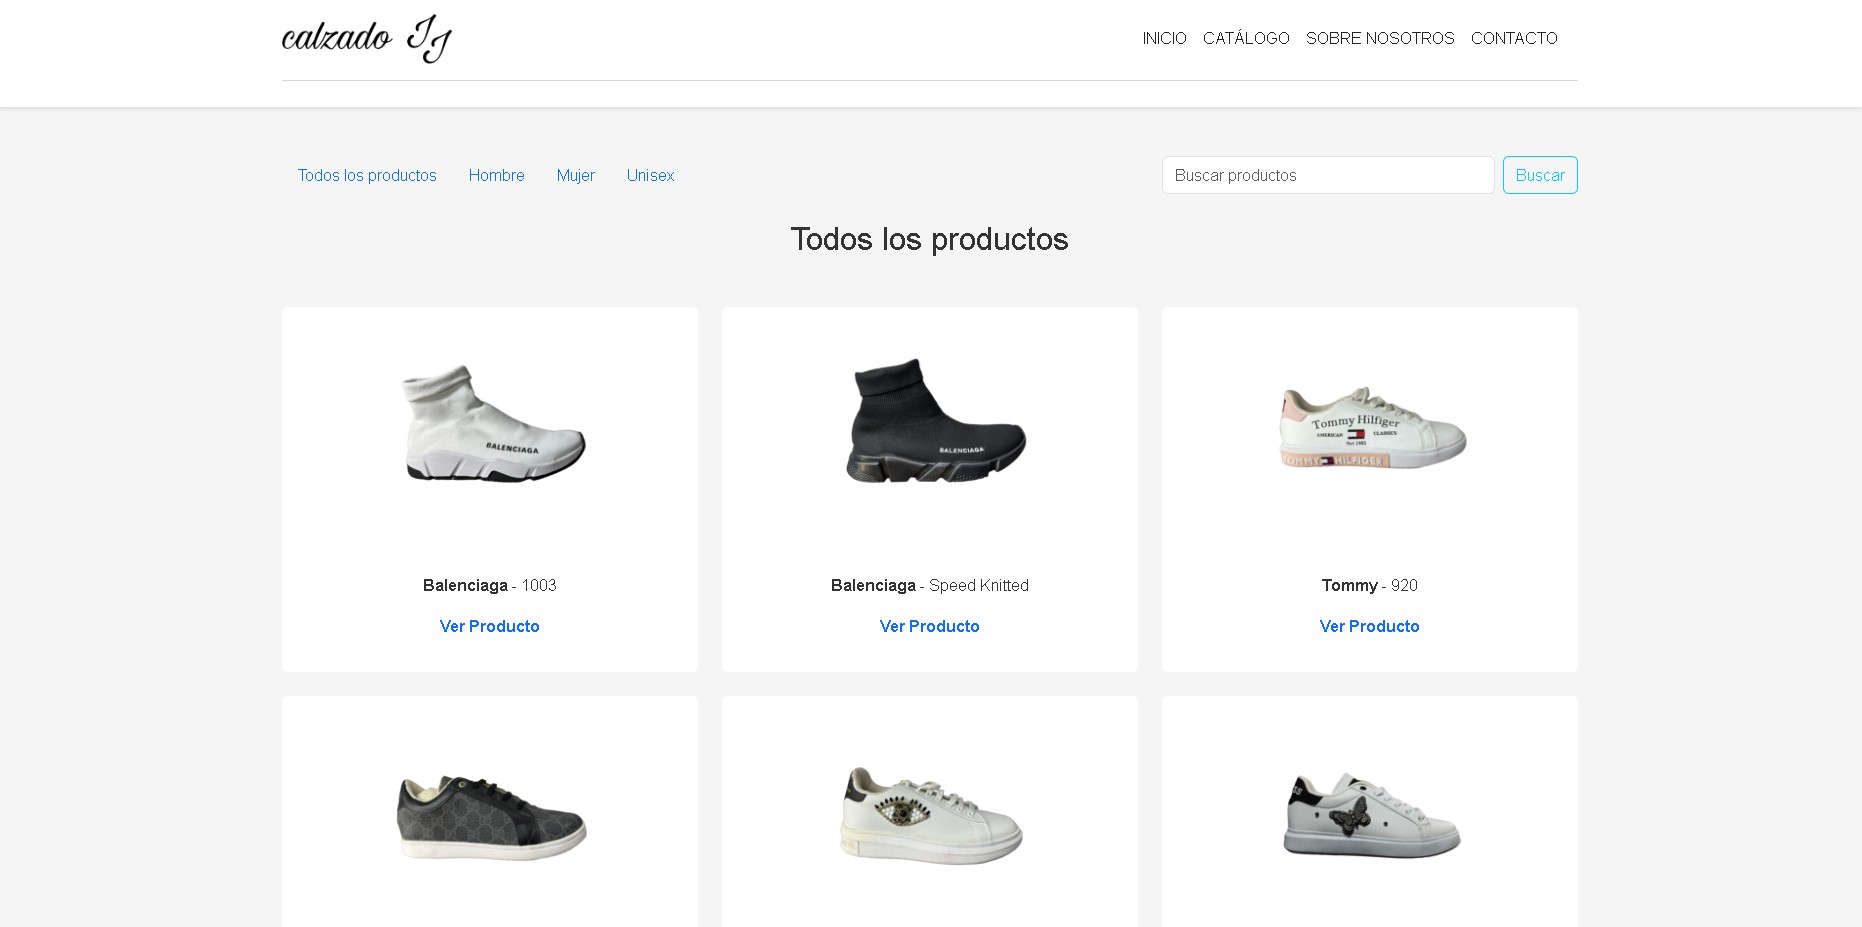 calzado JJ
INICIO CATÁLOGO SOBRE NOSOTROS CONTACTO
Todos los productos Hombre Mujer Unisex
Buscar productos Buscar
Todos los productos
BALENCIAGA
BALENCIAGA
Tommy Hilfiger
AMERICAN CLASSICS
TOMMY HILFIGER
Balenciaga - 1003
Balenciaga - Speed Knitted
Tommy - 920
Ver Producto
Ver Producto
Ver Producto